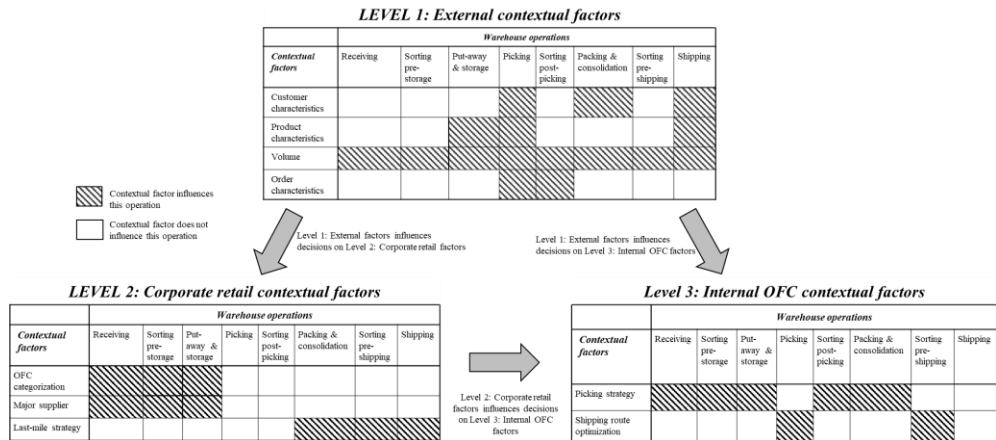 LEVEL 1: External contextual factors
Warehouse operations
Contextual factors
Receiving
Sorting pre-storage
Put-away & storage
Picking
Sorting post-picking
Packing & consolidation
Sorting pre-shipping
Shipping
Customer characteristics
Product characteristics
Volume
Order characteristics
Contextual factor influences
this operation
Contextual factor does not
influence this operation
Level 1: External factors influences
decisions on Level 2: Corporate retail factors
Level 1: External factors influences
decisions on Level 3: Internal OFC factors
LEVEL 2: Corporate retail contextual factors
Warehouse operations
Contextual factors
Receiving
Sorting pre-storage
Put-away & storage
Picking
Sorting post-picking
Packing & consolidation
Sorting pre-shipping
Shipping
OFC categorization
Major supplier
Last-mile strategy
Level 2: Corporate retail
factors influences decisions
on Level 3: Internal OFC
factors
Level 3: Internal OFC contextual factors
Warehouse operations
Contextual factors
Receiving
Sorting pre-storage
Put-away & storage
Picking
Sorting post-picking
Packing & consolidation
Sorting pre-shipping
Shipping
Picking strategy
Shipping route optimization